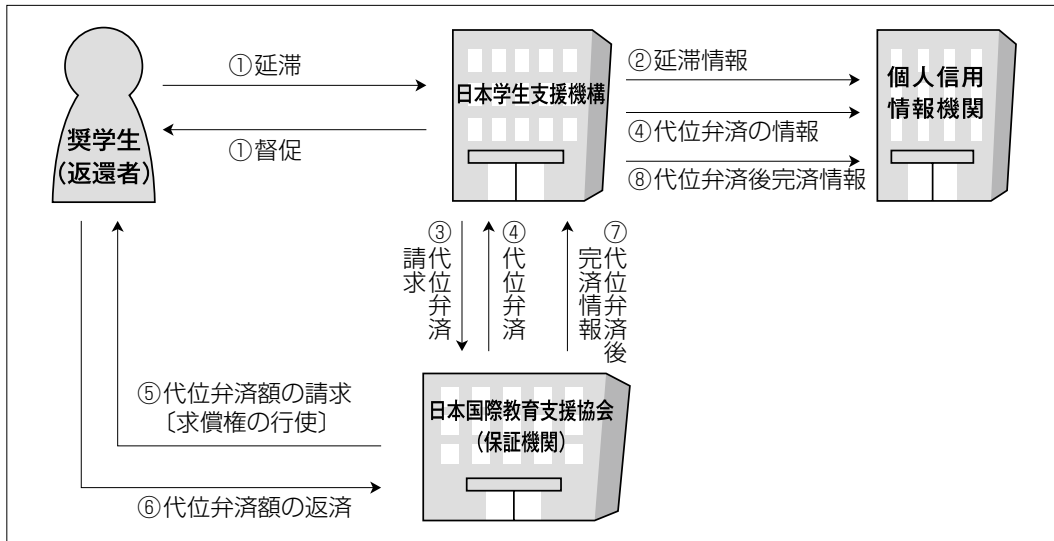 ①延滞
②延滞情報
日本学生支援機構
個人信用
情報機関
①督促
④代位弁済の情報
奨学生
(返還者)
⑧代位弁済後完済情報
③代位弁済
請求
④代位弁済
⑦代位弁済後
完済情報
⑤代位弁済額の請求
〔求償権の行使〕
日本国際教育支援協会
(保証機関)
⑥代位弁済額の返済